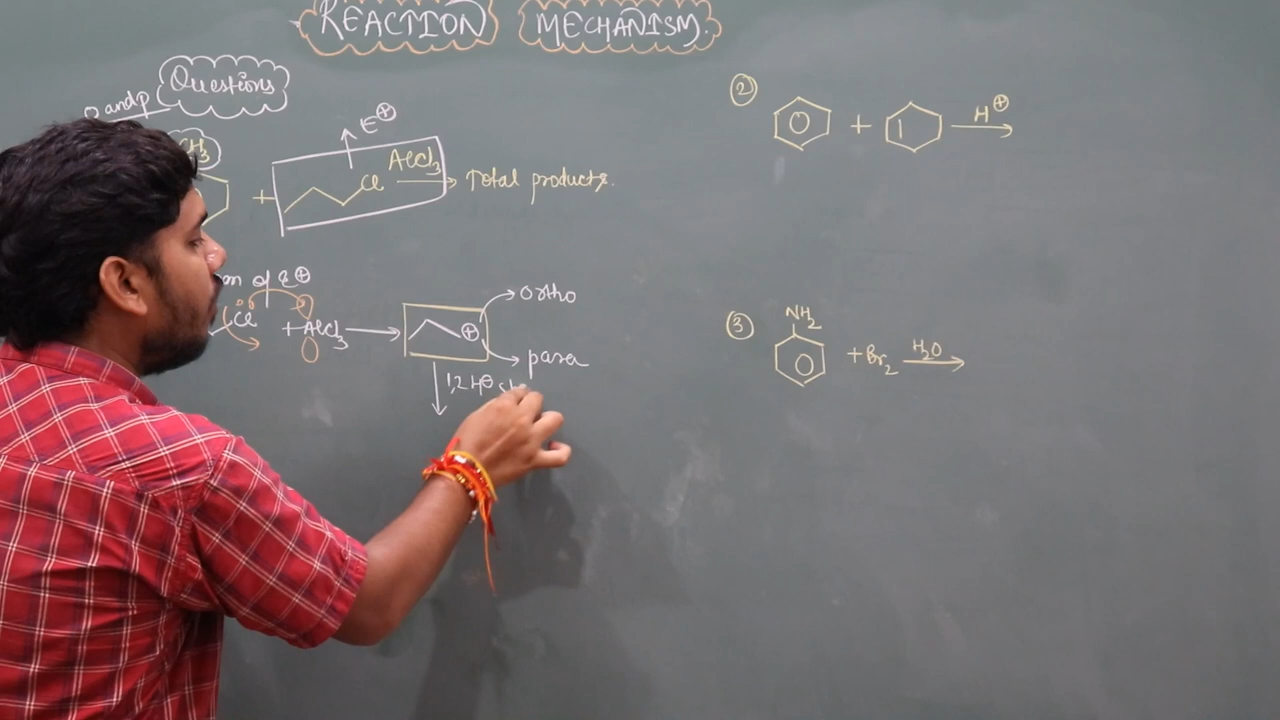 REACTION MECHANISM.
Questions
o and p
CH3
E⊕
+
Cl
AlCl3
Total products.
of E⊕
Cl
+ AlCl3
⊕
ortho
para
1,2 H⊖
②
+
H⊕
③
NH2
+ Br2
H2O